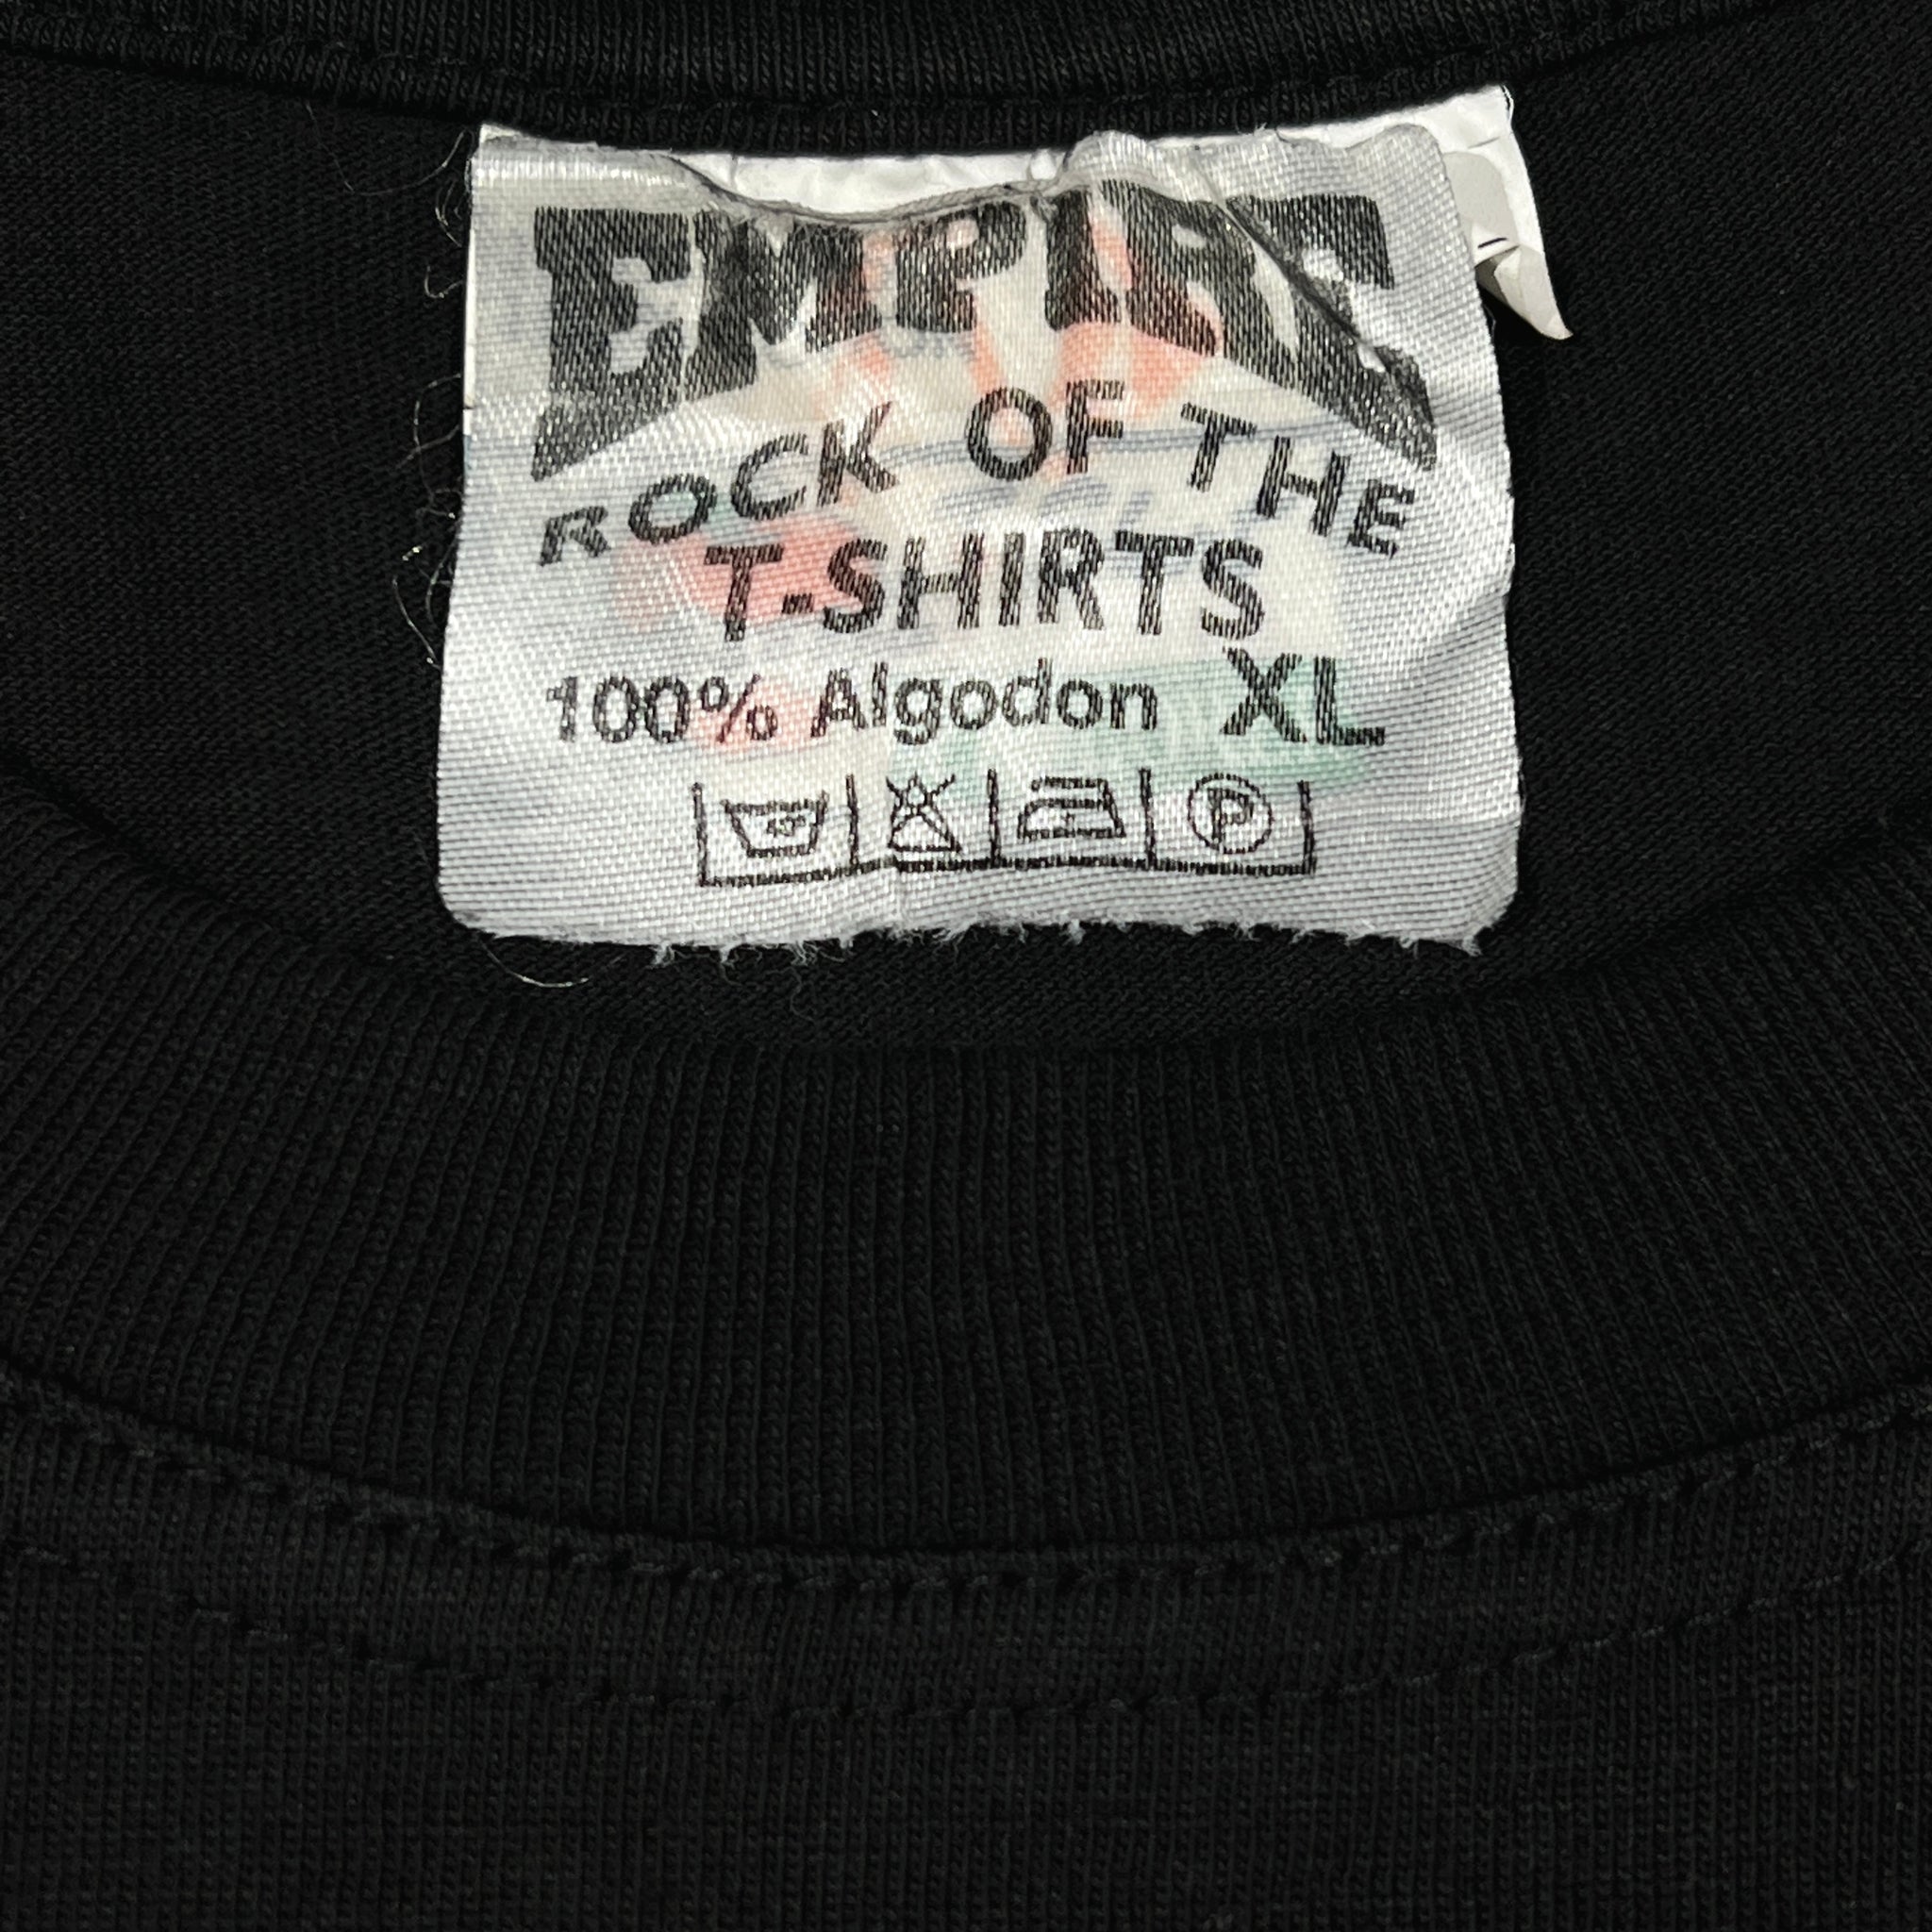 EMPIRE
ROCK OF THE
T-SHIRTS
100% Algodon XL
P